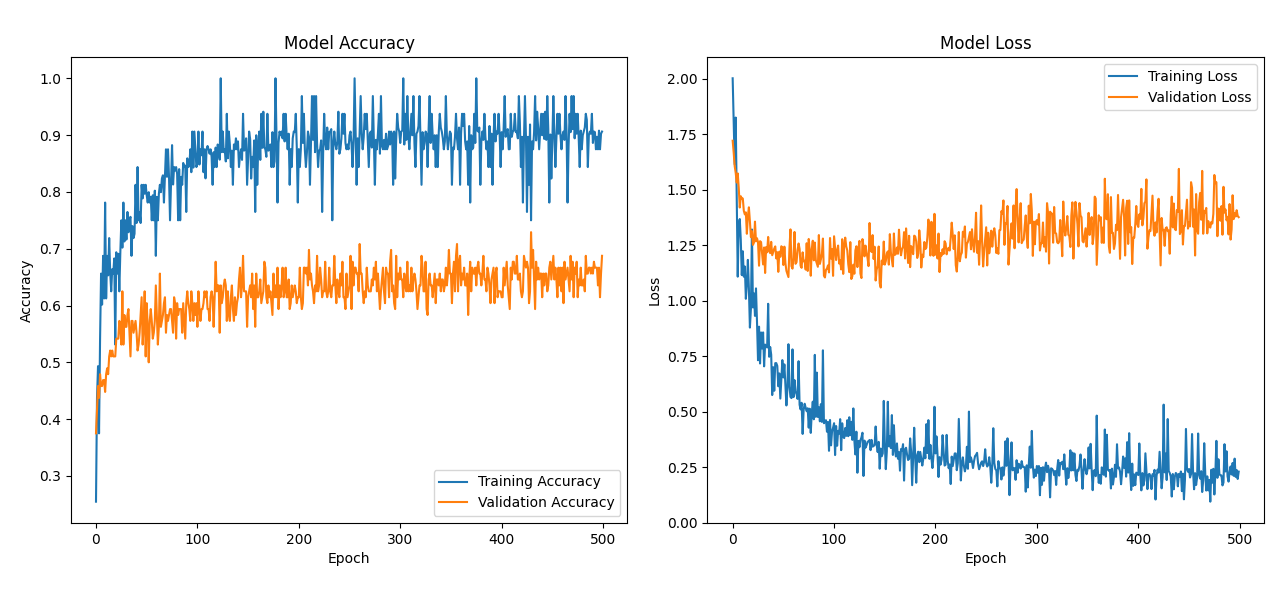 Model Accuracy
1.0
0.9
0.8
0.7
0.6
0.5
0.4
0.3
Accuracy
0 100 200 300 400 500
Epoch
Training Accuracy
Validation Accuracy
Model Loss
2.00
1.75
1.50
1.25
1.00
0.75
0.50
0.25
0.00
Loss
0 100 200 300 400 500
Epoch
Training Loss
Validation Loss